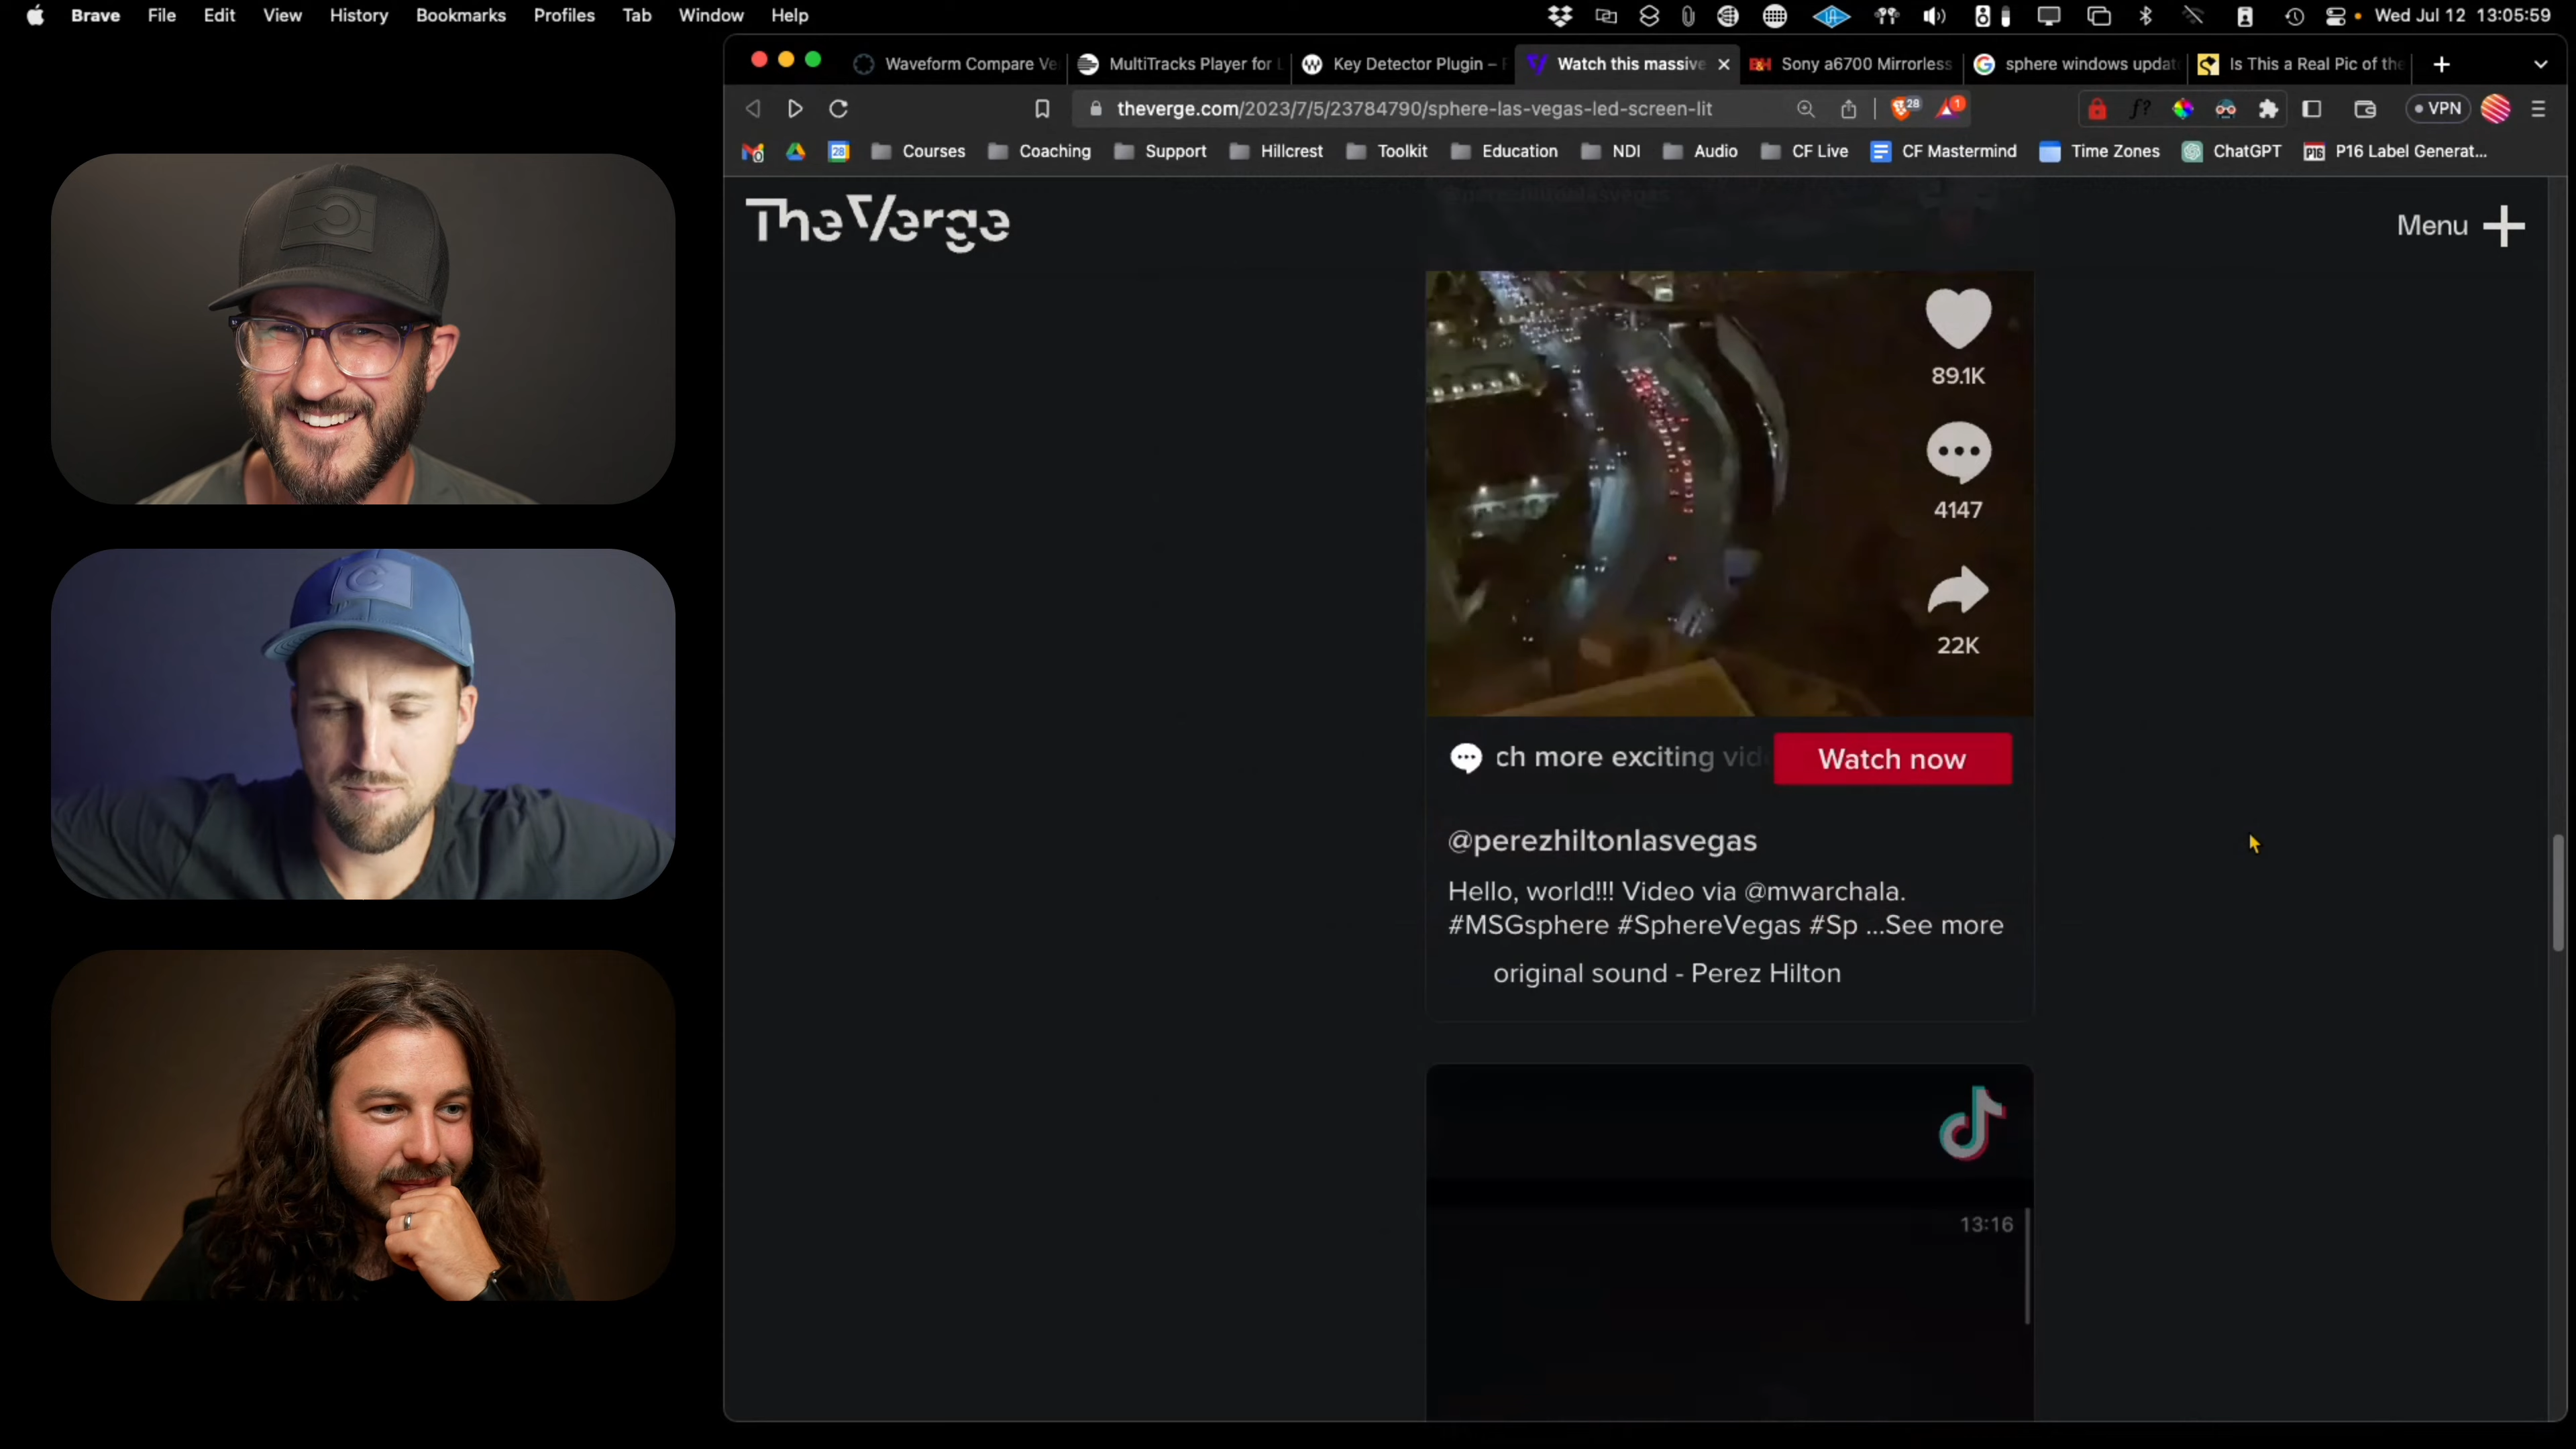 Brave File Edit View History Bookmarks Profiles Tab Window Help Wed Jul 12 13:05:59
Waveform Compare Ve MultiTracks Player for L Key Detector Plugin – F Watch this massive Sony a6700 Mirrorless sphere windows updat Is This a Real Pic of the
theverge.com/2023/7/5/23784790/sphere-las-vegas-led-screen-lit 28 1 VPN
28 Courses Coaching Support Hillcrest Toolkit Education NDI Audio CF Live CF Mastermind Time Zones ChatGPT P16 P16 Label Generat...
The Verge Menu
89.1K
4147
22K
ch more exciting vid Watch now
@perezhiltonlasvegas
Hello, world!!! Video via @mwarchala.
#MSGsphere #SphereVegas #Sp ...See more
original sound - Perez Hilton
13:16